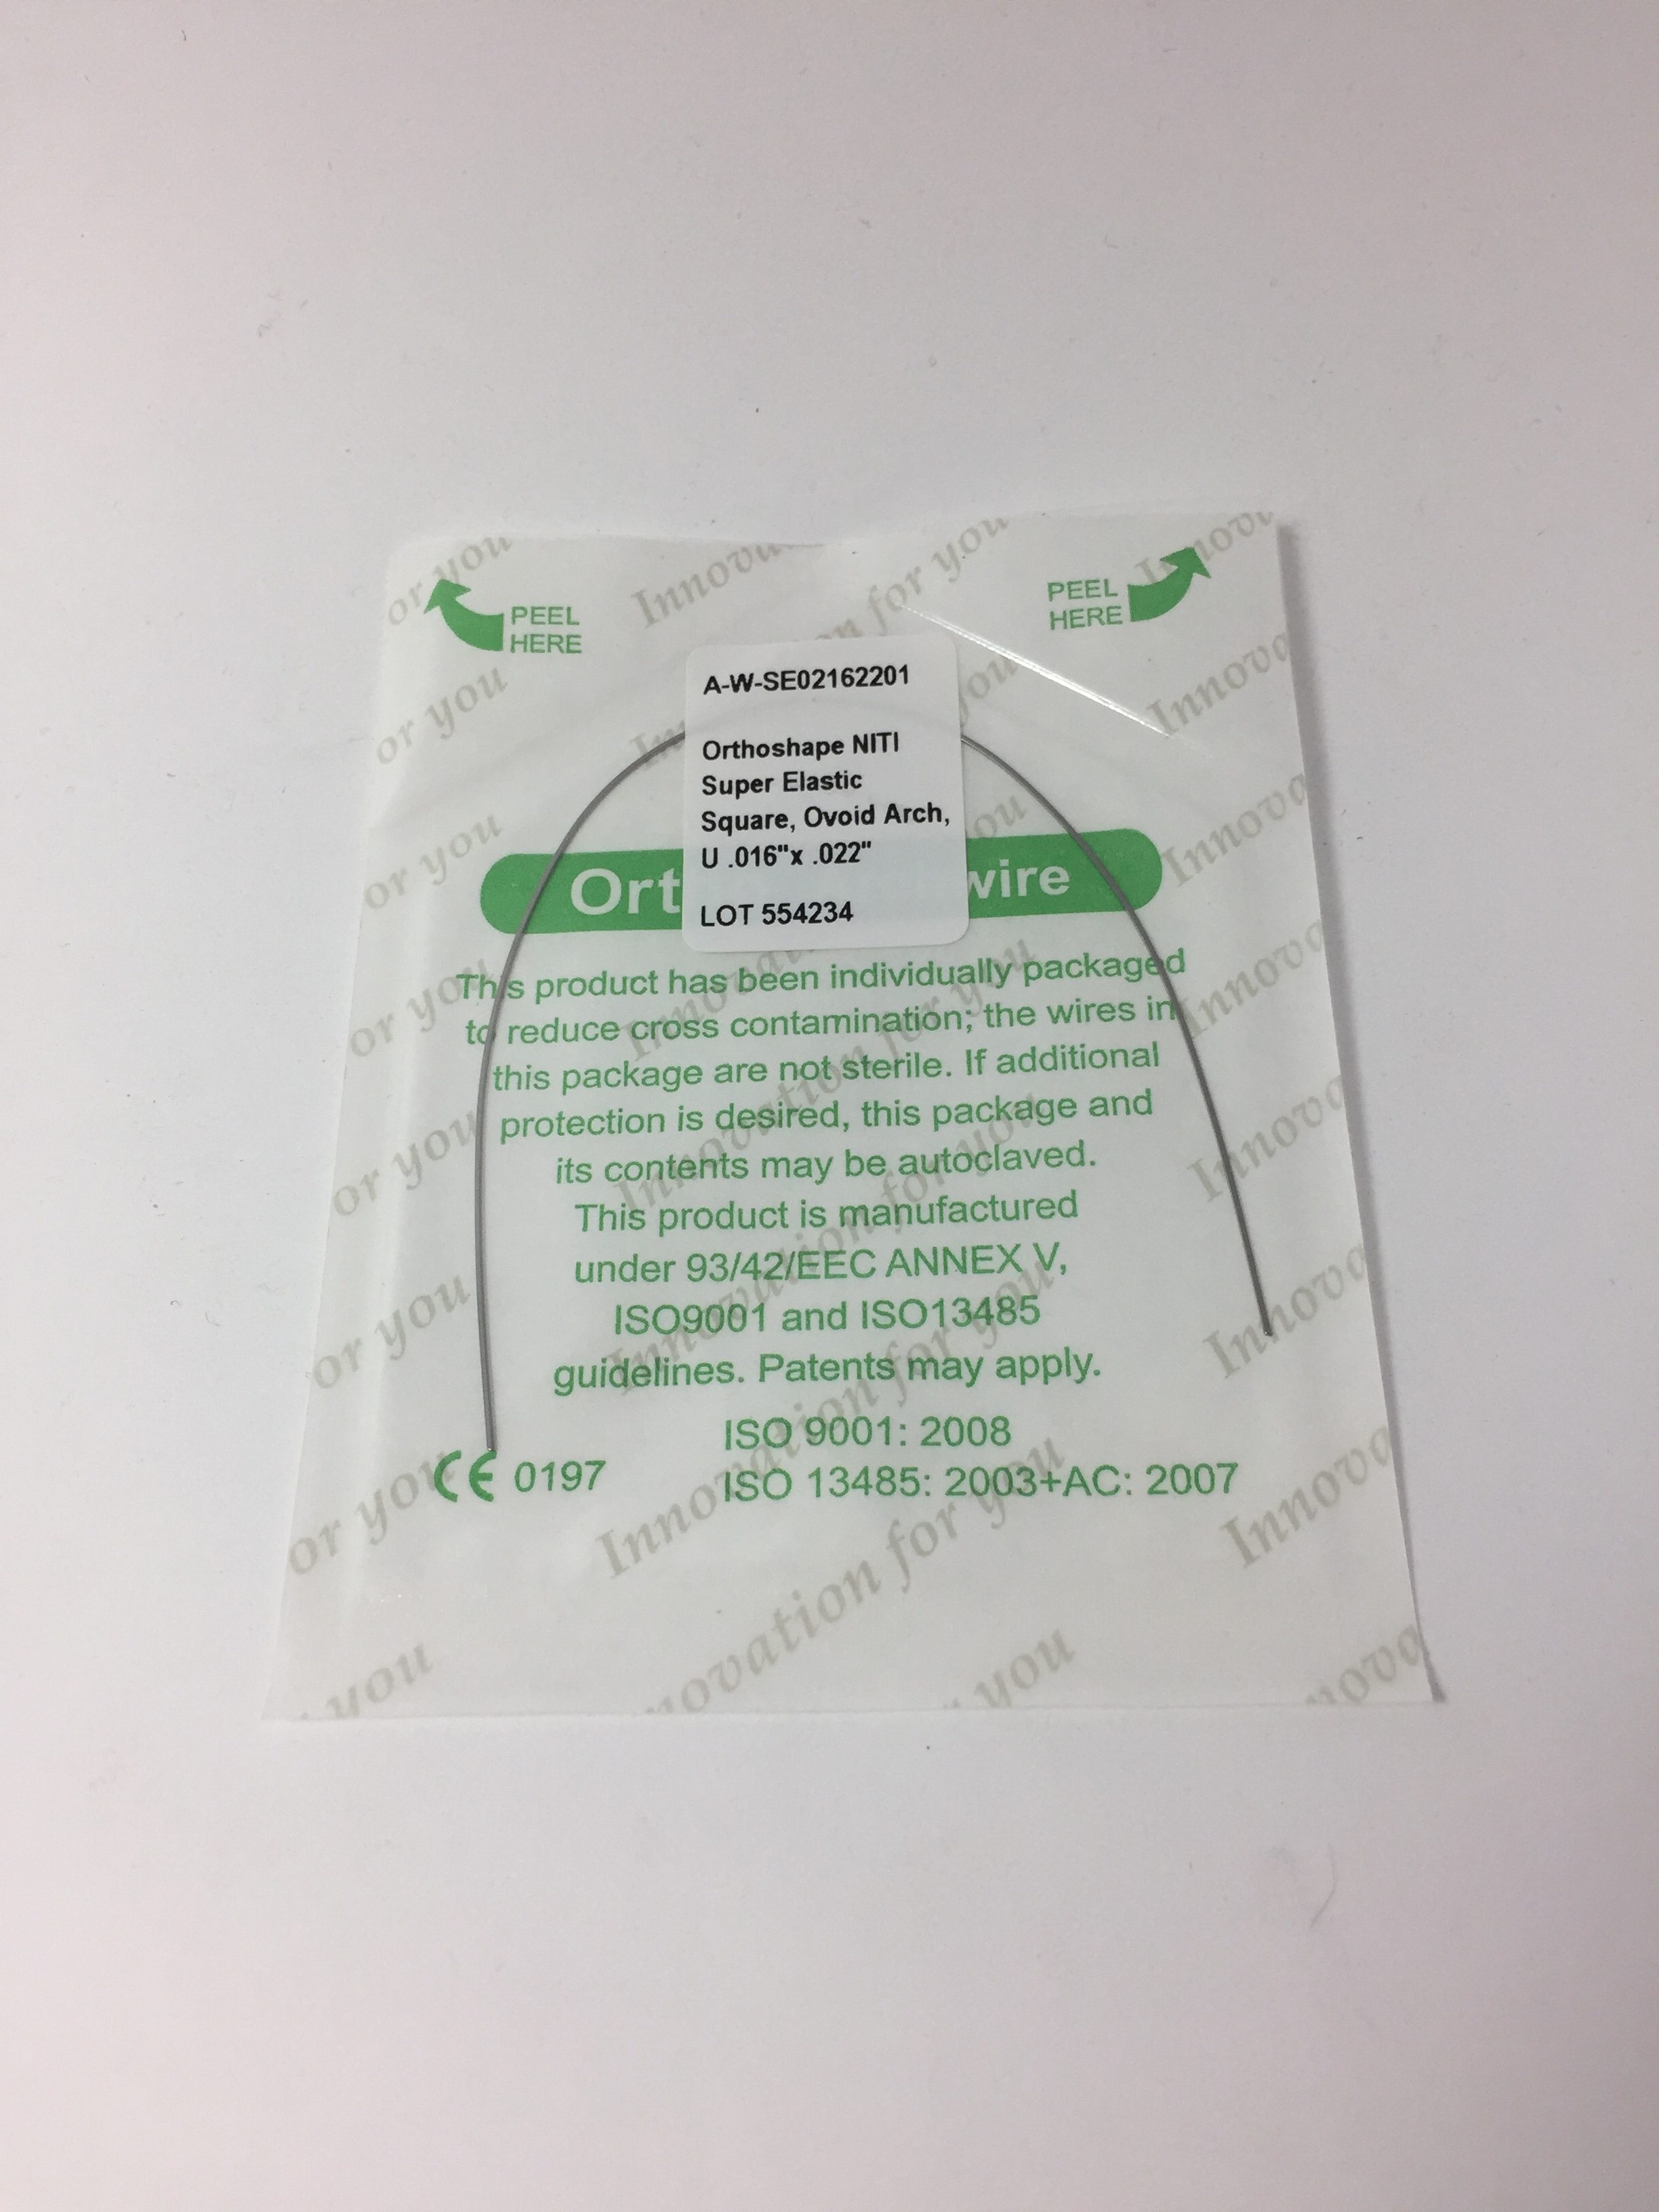 PEEL
HERE
PEEL
HERE
A-W-SE02162201
Orthoshape NITI
Super Elastic
Square, Ovoid Arch,
U .016"x .022"
LOT 554234
This product has been individually packaged
to reduce cross contamination; the wires in
this package are not sterile. If additional
protection is desired, this package and
its contents may be autoclaved.
This product is manufactured
under 93/42/EEC ANNEX V,
ISO9001 and ISO13485
guidelines. Patents may apply.
ISO 9001: 2008
CE 0197
ISO 13485: 2003+AC: 2007
Innovation for you